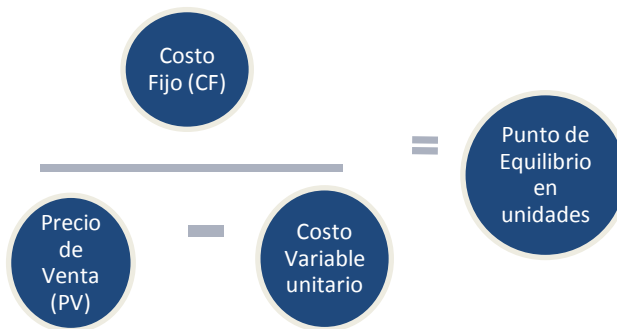 Costo
Fijo (CF)
=
Punto de
Equilibrio
en
unidades
Precio
de
Venta
(PV)
−
Costo
Variable
unitario